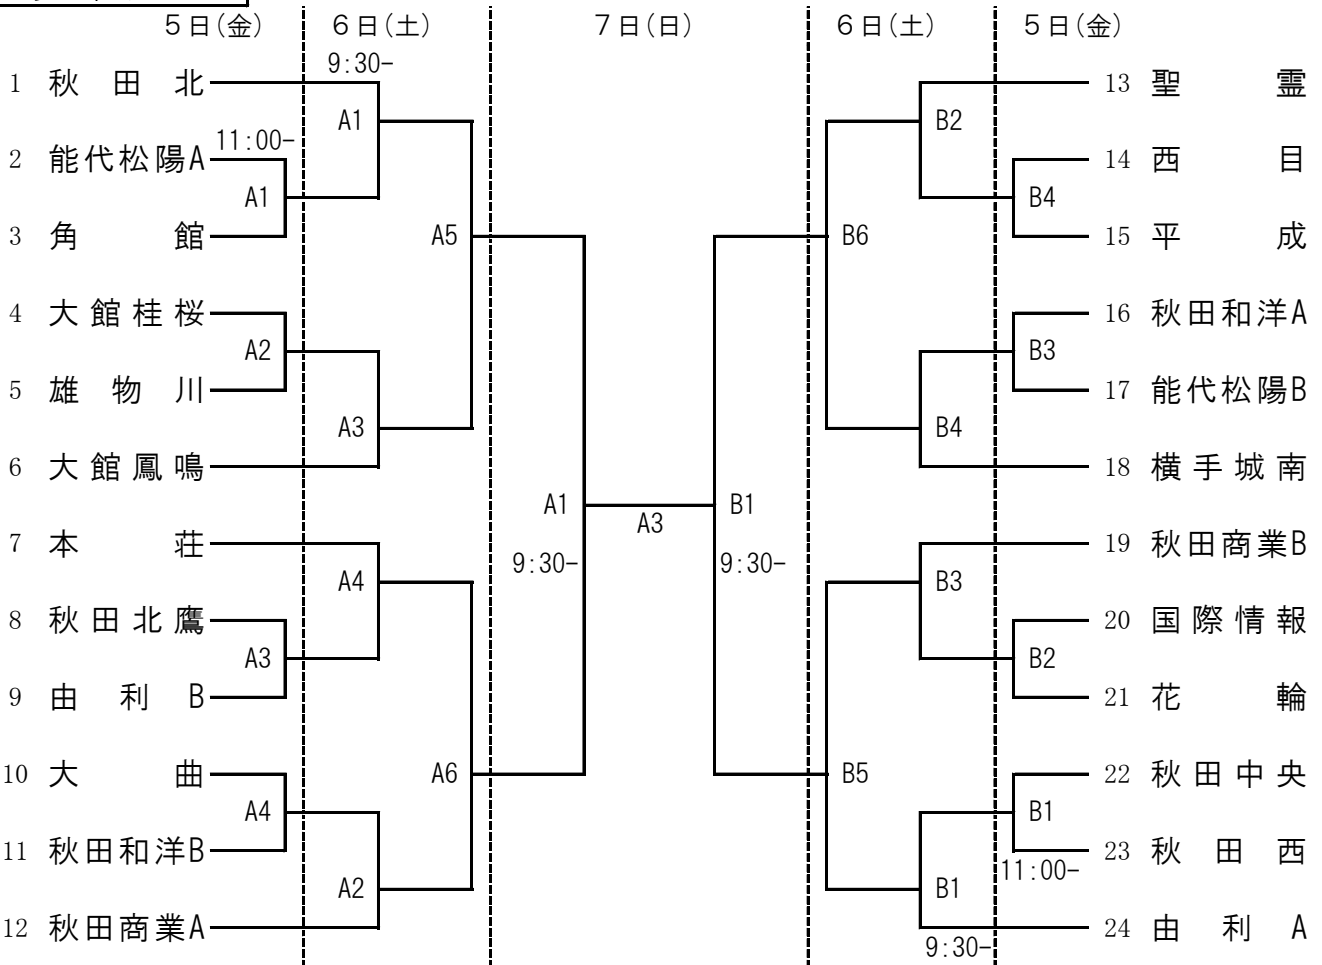 5日(金) 6日(土) 7日(日) 6日(土) 5日(金)
9:30-
1 秋田北
A1
2 能代松陽A 11:00-
A1
3 角館
A5
4 大館桂桜
A2
5 雄物川
A3
6 大館鳳鳴
7 本荘
A4
8 秋田北鷹
A3
9 由利B
A6
10 大曲
A4
11 秋田和洋B
A2
12 秋田商業A
A1
9:30-
A3
B1
9:30-
13 聖霊
B2
14 西目
B4
15 平成
B6
16 秋田和洋A
B3
17 能代松陽B
B4
18 横手城南
19 秋田商業B
B3
20 国際情報
B2
21 花輪
B5
22 秋田中央
B1
23 秋田西
11:00-
B1
24 由利A
9:30-